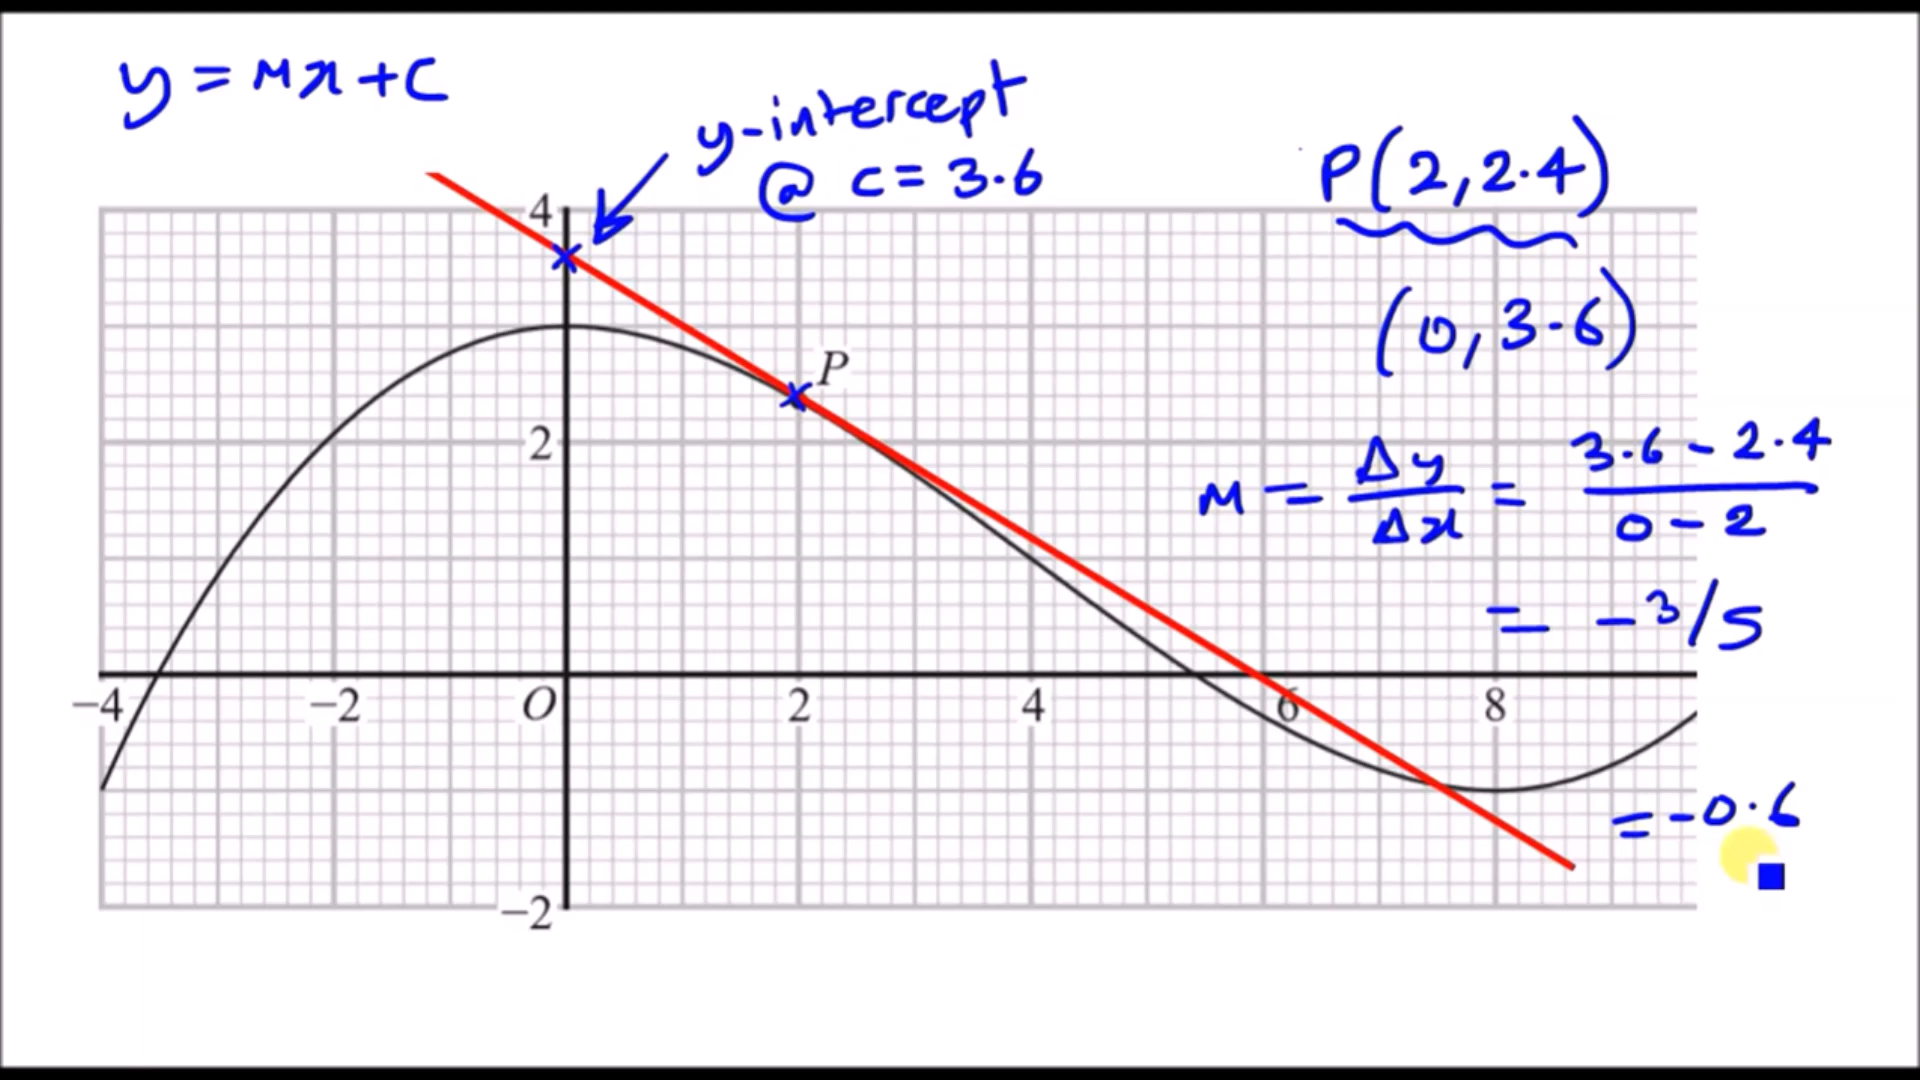 y = mx + c
y-intercept
@ c = 3.6
P(2, 2.4)
(0, 3.6)
4
P
2
m = Δy/Δx = 3.6 - 2.4 / 0 - 2
= -3/5
-4 -2 O 2 4 6 8
= -0.6
-2